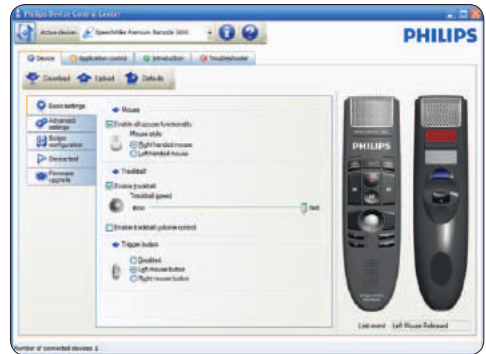 Philips Device Control Center
Active device: SpeechMike Premium Barcode 3600
PHILIPS
Device
Application control
Introduction
Troubleshooter
Download
Upload
Defaults
Basic settings
Advanced settings
Button configuration
Device test
Firmware upgrade
Mouse
Enable all mouse functionality
Mouse style
Right handed mouse
Left handed mouse
Trackball
Enable trackball
Trackball speed
slow
fast
Enable trackball volume control
Trigger button
Disabled
Left mouse button
Right mouse button
PHILIPS
Last event Left Mouse Released
Number of connected devices: 1